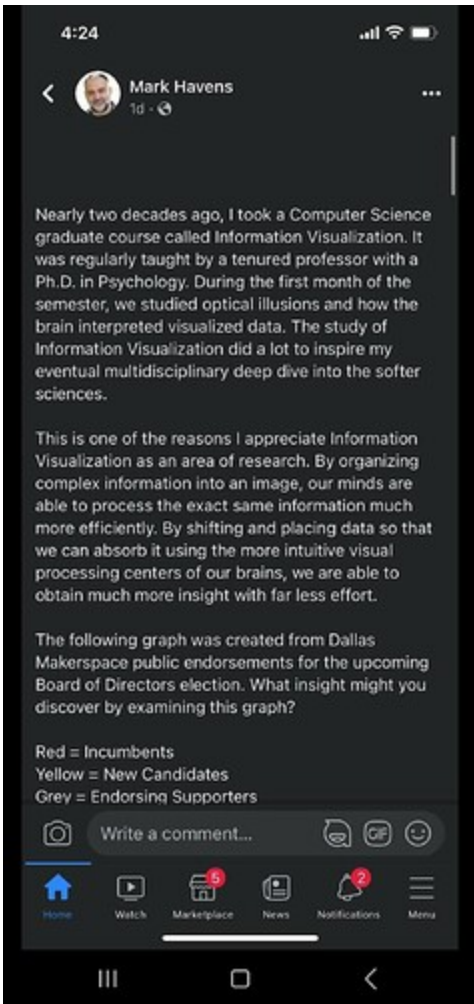 4:24
Mark Havens
1d •
Nearly two decades ago, I took a Computer Science
graduate course called Information Visualization. It
was regularly taught by a tenured professor with a
Ph.D. in Psychology. During the first month of the
semester, we studied optical illusions and how the
brain interpreted visualized data. The study of
Information Visualization did a lot to inspire my
eventual multidisciplinary deep dive into the softer
sciences.
This is one of the reasons I appreciate Information
Visualization as an area of research. By organizing
complex information into an image, our minds are
able to process the exact same information much
more efficiently. By shifting and placing data so that
we can absorb it using the more intuitive visual
processing centers of our brains, we are able to
obtain much more insight with far less effort.
The following graph was created from Dallas
Makerspace public endorsements for the upcoming
Board of Directors election. What insight might you
discover by examining this graph?
Red = Incumbents
Yellow = New Candidates
Grey = Endorsing Supporters
Write a comment...
GIF
5
2
Home
Watch
Marketplace
News
Notifications
Menu